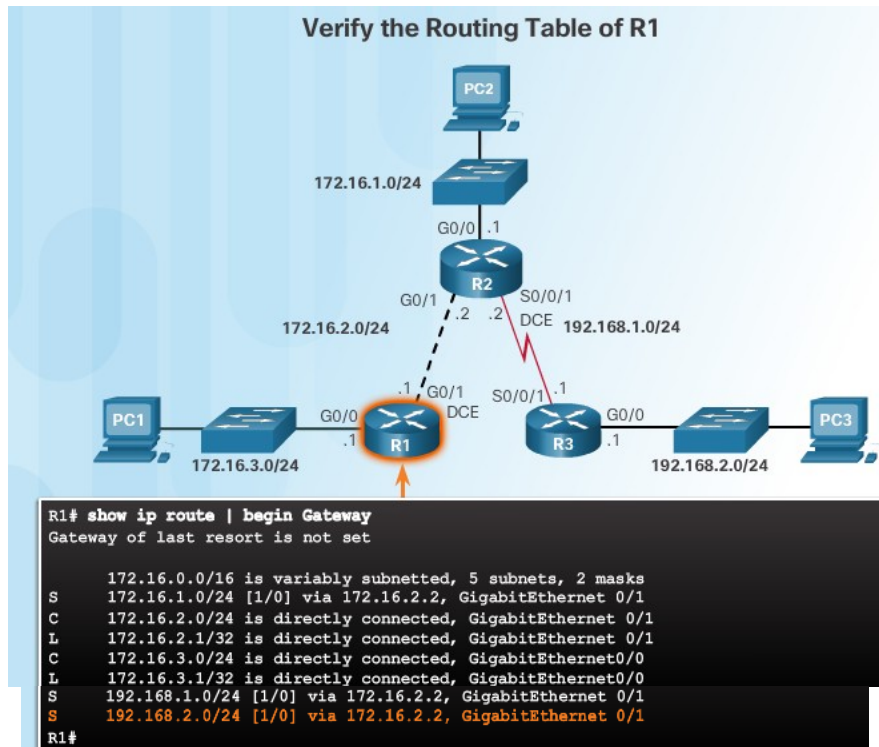 Verify the Routing Table of R1
PC2
172.16.1.0/24
G0/0 .1
R2
G0/1 S0/0/1
.2 .2 DCE
172.16.2.0/24 192.168.1.0/24
.1 G0/1 S0/0/1 .1
DCE
PC1 G0/0 R1 R3 G0/0 PC3
.1 .1
172.16.3.0/24 192.168.2.0/24
R1# show ip route | begin Gateway
Gateway of last resort is not set
172.16.0.0/16 is variably subnetted, 5 subnets, 2 masks
S 172.16.1.0/24 [1/0] via 172.16.2.2, GigabitEthernet 0/1
C 172.16.2.0/24 is directly connected, GigabitEthernet 0/1
L 172.16.2.1/32 is directly connected, GigabitEthernet 0/1
C 172.16.3.0/24 is directly connected, GigabitEthernet0/0
L 172.16.3.1/32 is directly connected, GigabitEthernet0/0
S 192.168.1.0/24 [1/0] via 172.16.2.2, GigabitEthernet 0/1
S 192.168.2.0/24 [1/0] via 172.16.2.2, GigabitEthernet 0/1
R1#